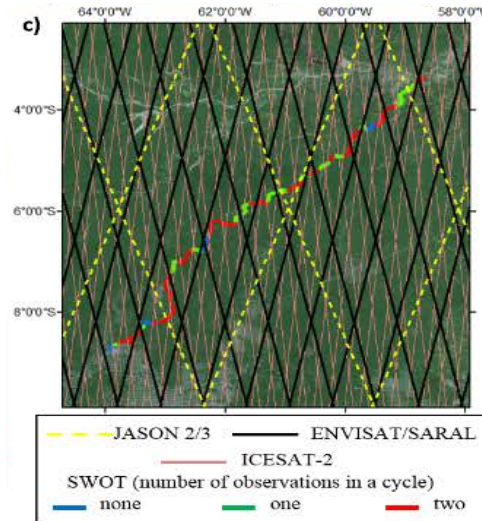 c)
64°0'0"W 62°0'0"W 60°0'0"W 58°0'0"W
4°0'0"S
6°0'0"S
8°0'0"S
JASON 2/3 ENVISAT/SARAL
ICESAT-2
SWOT (number of observations in a cycle)
none one two